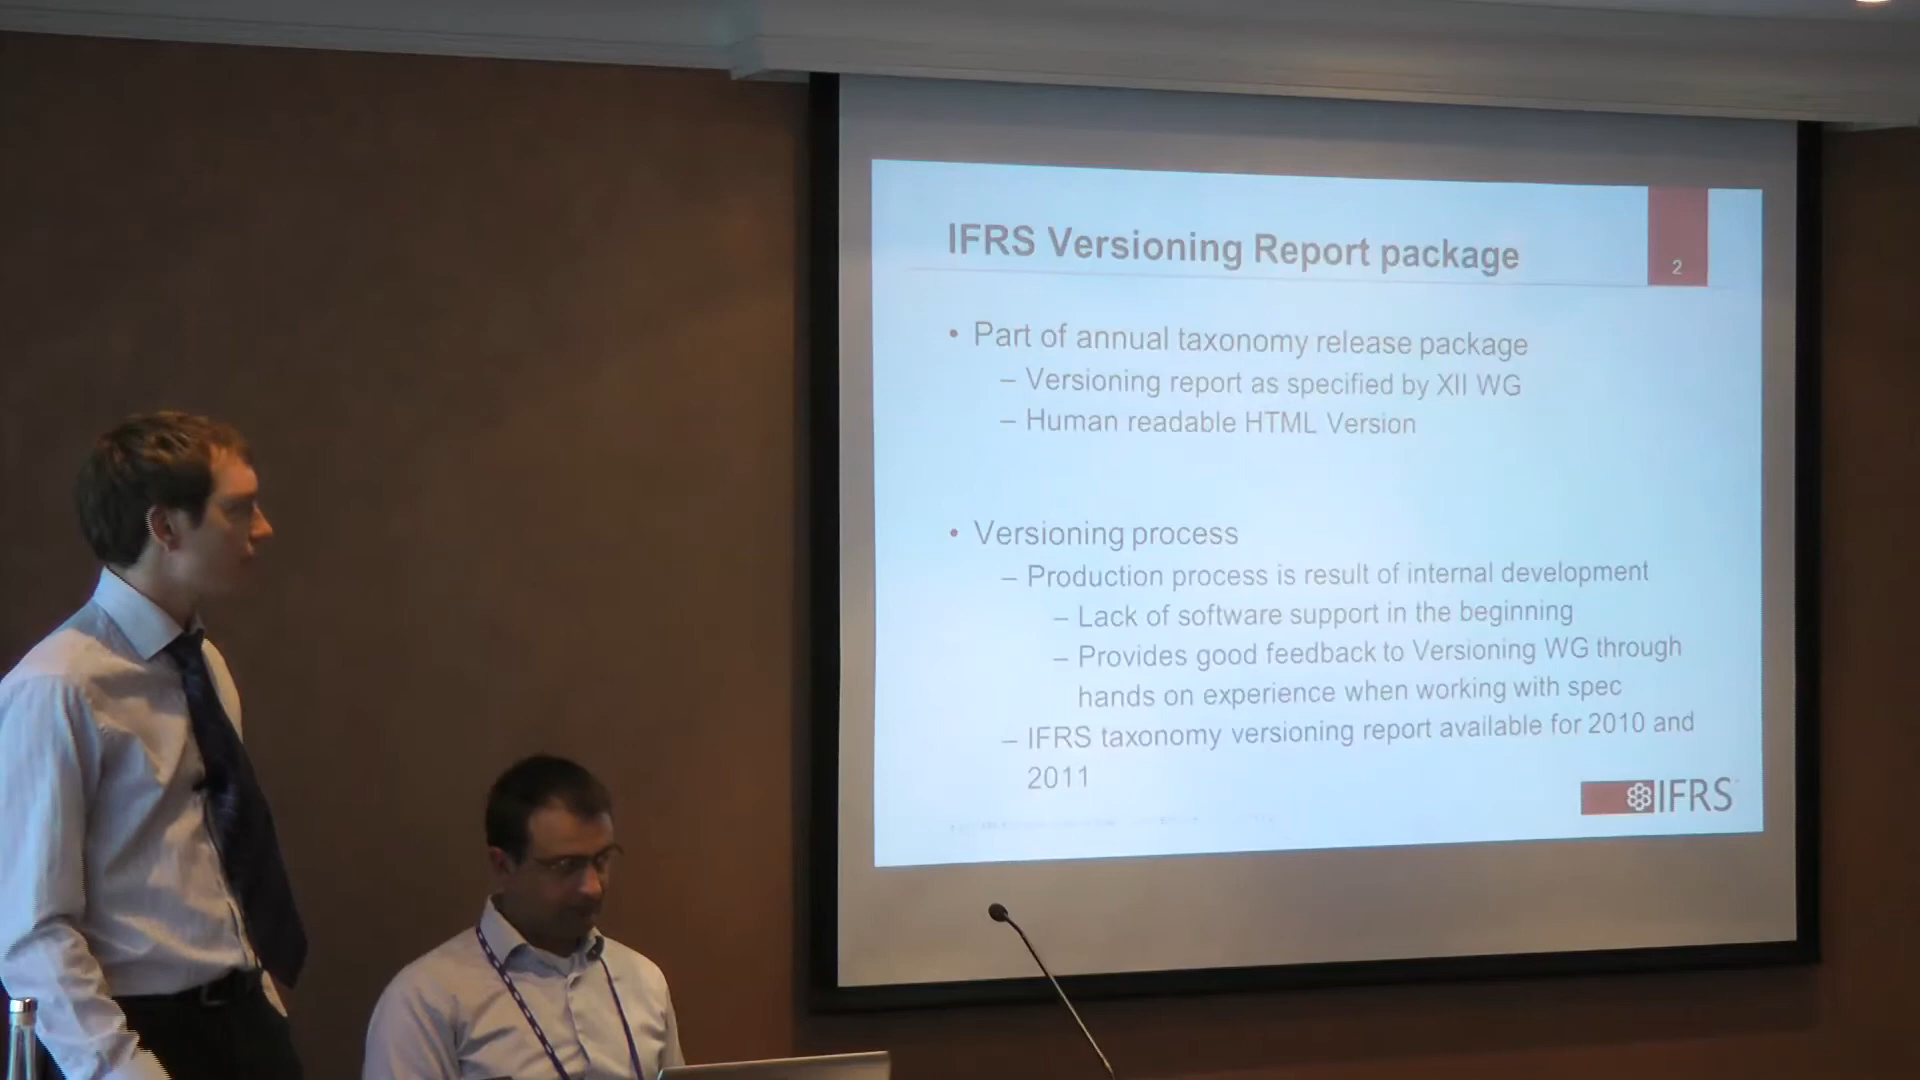 IFRS Versioning Report package
2
• Part of annual taxonomy release package
– Versioning report as specified by XII WG
– Human readable HTML Version
• Versioning process
– Production process is result of internal development
– Lack of software support in the beginning
– Provides good feedback to Versioning WG through
hands on experience when working with spec
– IFRS taxonomy versioning report available for 2010 and
2011
IFRS